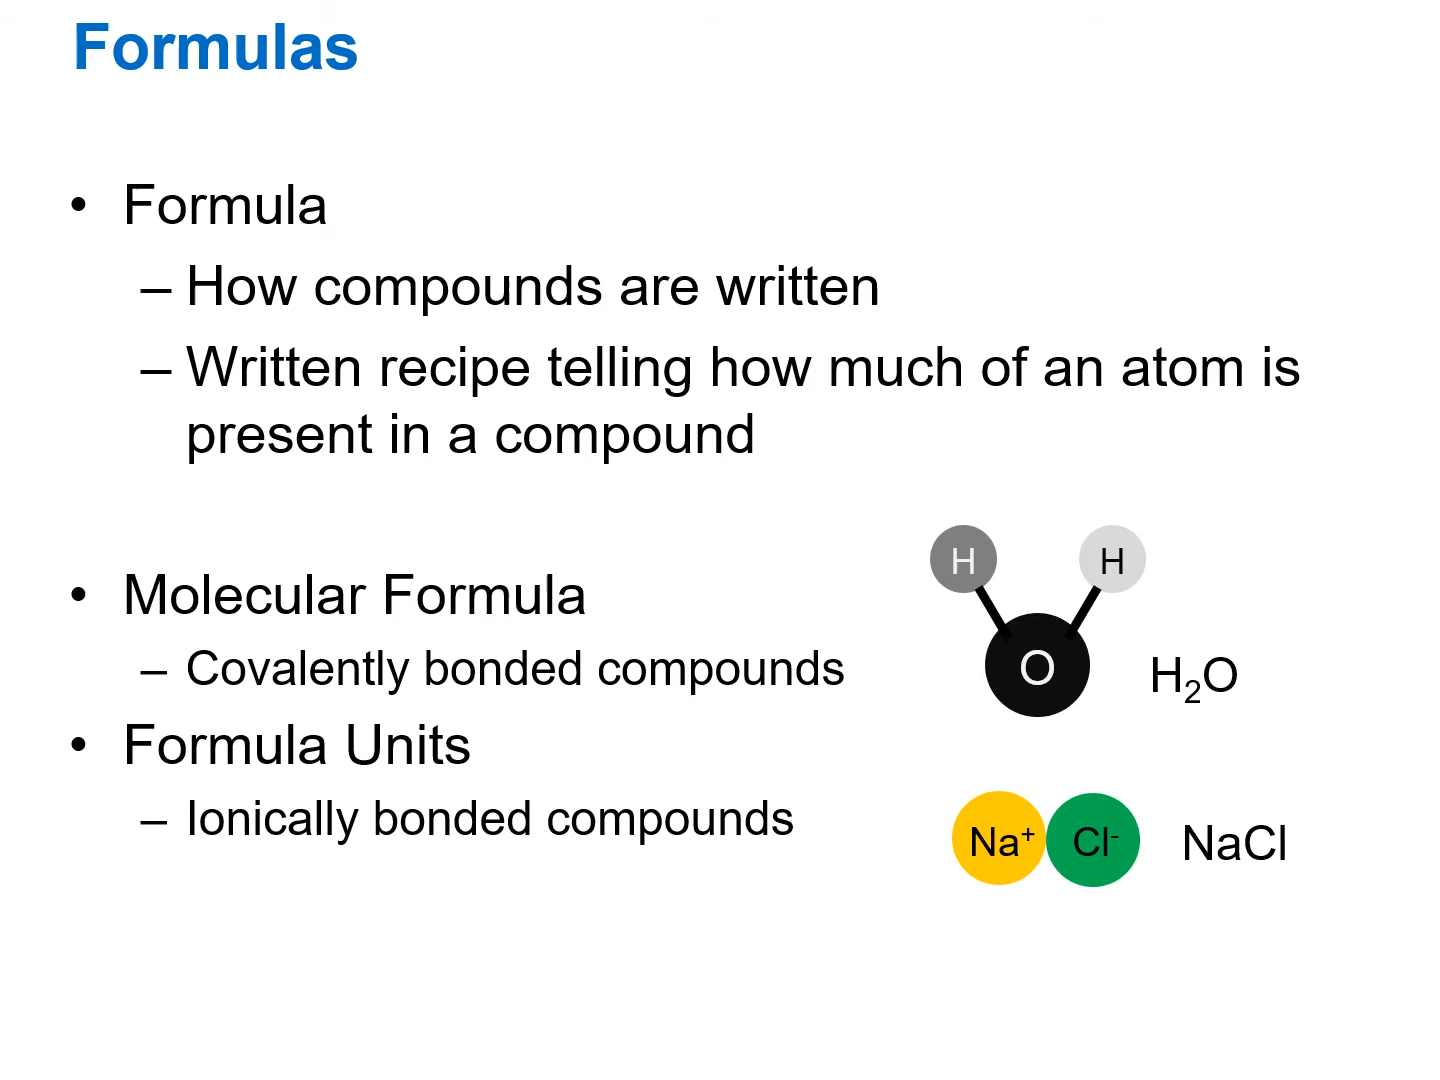 Formulas
• Formula
– How compounds are written
– Written recipe telling how much of an atom is
present in a compound
• Molecular Formula
– Covalently bonded compounds
H H
O
H₂O
• Formula Units
– Ionically bonded compounds
Na⁺ Cl⁻ NaCl